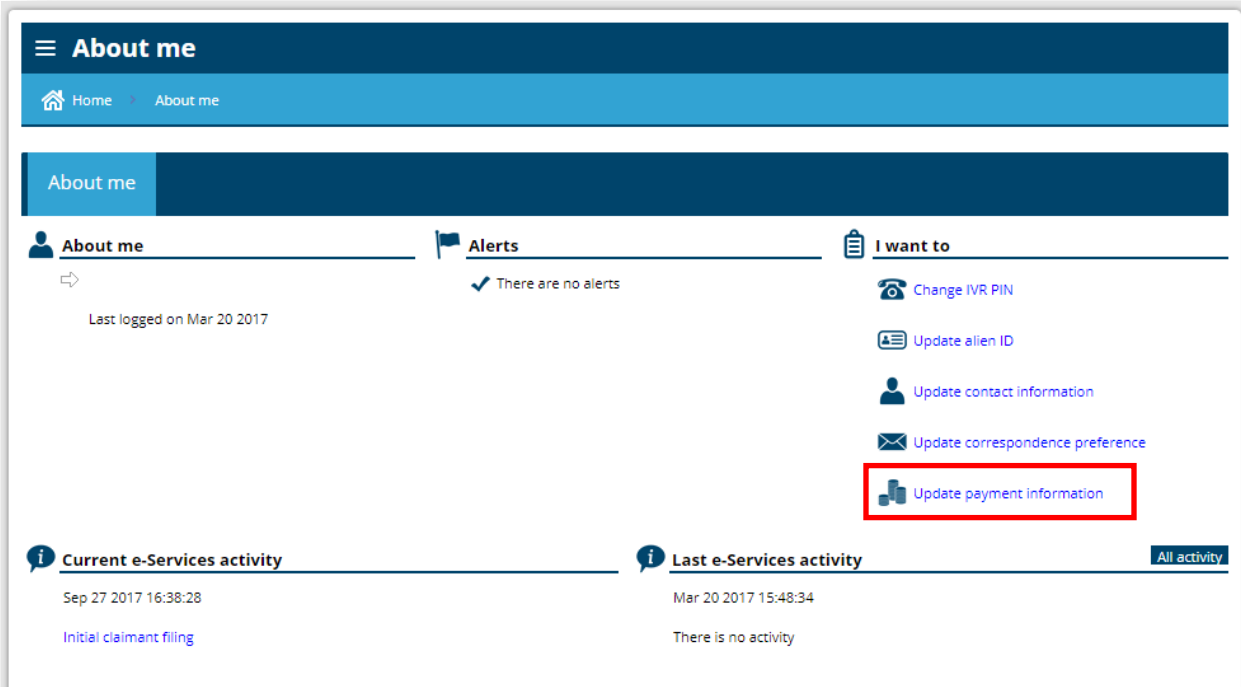 About me
Home
About me
About me
About me
Last logged on Mar 20 2017
Alerts
There are no alerts
I want to
Change IVR PIN
Update alien ID
Update contact information
Update correspondence preference
Update payment information
Current e-Services activity
Sep 27 2017 16:38:28
Initial claimant filing
Last e-Services activity
All activity
Mar 20 2017 15:48:34
There is no activity